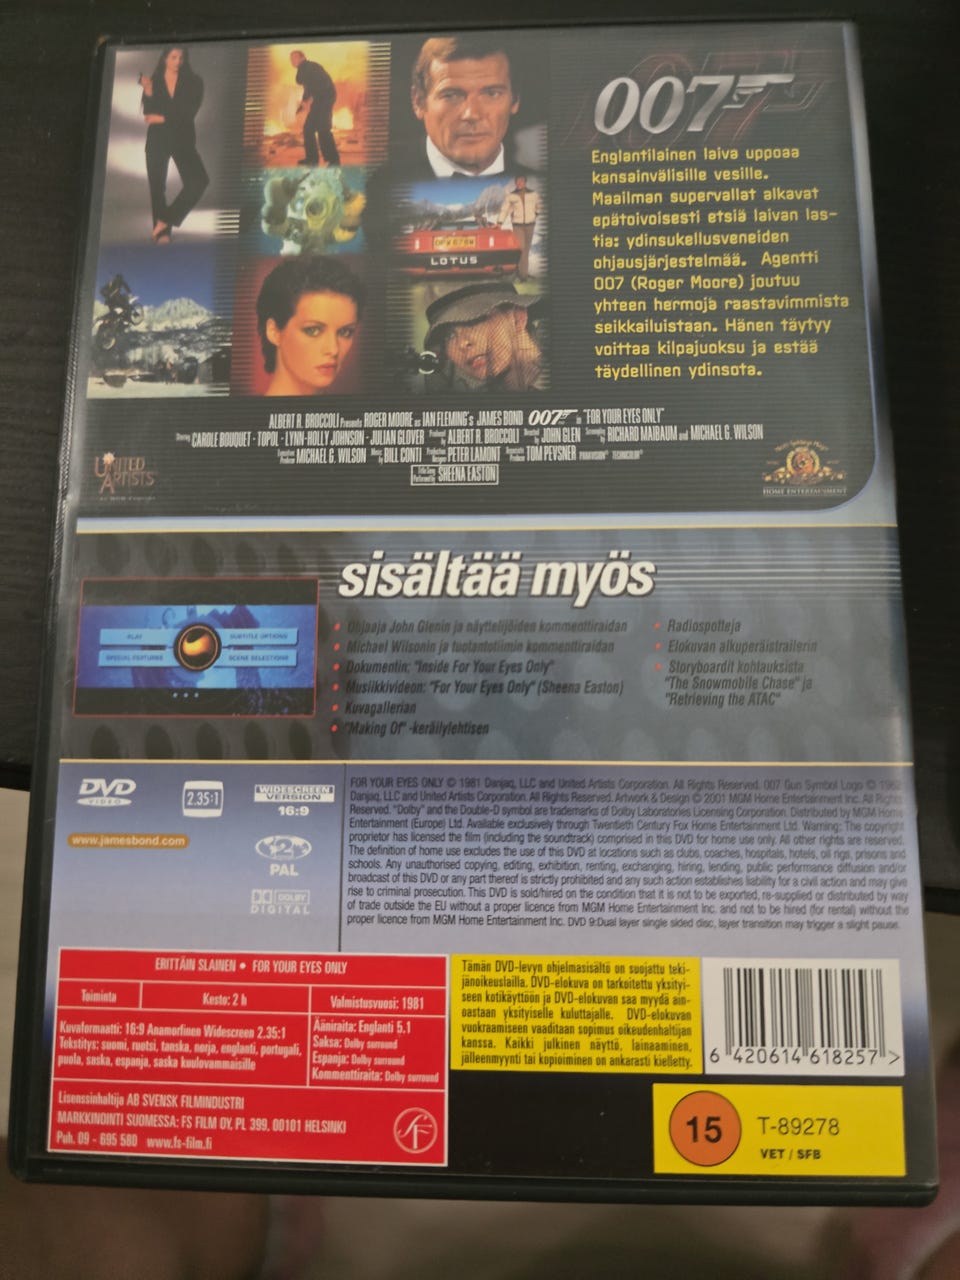 007
Englantilainen laiva uppoaa
kansainvälisille vesille.
Maailman supervallat alkavat
epätoivoisesti etsiä laivan las-
tia: ydinsukellusveneiden
ohjausjärjestelmää. Agentti
007 (Roger Moore) joutuu
yhteen hermoja raastavimmista
seikkailuistaan. Hänen täytyy
voittaa kilpajuoksu ja estää
täydellinen ydinsota.
OPW 678W
LOTUS
ALBERT R. BROCCOLI Presents ROGER MOORE as IAN FLEMING'S JAMES BOND 007 in "FOR YOUR EYES ONLY"
Starring CAROLE BOUQUET · TOPOL · LYNN-HOLLY JOHNSON · JULIAN GLOVER Produced by ALBERT R. BROCCOLI Directed by JOHN GLEN Screenplay by RICHARD MAIBAUM and MICHAEL G. WILSON
Executive Producer MICHAEL G. WILSON Music by BILL CONTI Production Designer PETER LAMONT Associate Producer TOM PEVSNER PANAVISION® TECHNICOLOR®
Title Song Performed by SHEENA EASTON
UNITED ARTISTS
HOME ENTERTAINMENT
sisältää myös
PLAY
SUBTITLE OPTIONS
SPECIAL FEATURES
SCENE SELECTIONS
• Ohjaaja John Glenin ja näyttelijöiden kommenttiraidan
• Michael Wilsonin ja tuotantotiimin kommenttiraidan
• Dokumentin: "Inside For Your Eyes Only"
• Musiikkivideon: "For Your Eyes Only" (Sheena Easton)
• Kuvagallerian
• "Making Of" -keräilylehtisen
• Radiospotteja
• Elokuvan alkuperäistrailerin
• Storyboardit kohtauksista
"The Snowmobile Chase" ja
"Retrieving the ATAC"
DVD
VIDEO
2.35:1
WIDESCREEN
VERSION
16:9
www.jamesbond.com
2
PAL
DOLBY
DIGITAL
FOR YOUR EYES ONLY © 1981 Danjaq, LLC and United Artists Corporation. All Rights Reserved. 007 Gun Symbol Logo © 1962
Danjaq, LLC and United Artists Corporation. All Rights Reserved. Artwork & Design © 2001 MGM Home Entertainment Inc. All Rights
Reserved. "Dolby" and the Double-D symbol are trademarks of Dolby Laboratories Licensing Corporation. Distributed by MGM Home
Entertainment (Europe) Ltd. Available exclusively through Twentieth Century Fox Home Entertainment Ltd. Warning: The copyright
proprietor has licensed the film (including the soundtrack) comprised in this DVD for home use only. All other rights are reserved.
The definition of home use excludes the use of this DVD at locations such as clubs, coaches, hospitals, hotels, oil rigs, prisons and
schools. Any unauthorised copying, editing, exhibition, renting, exchanging, hiring, lending, public performance diffusion and/or
broadcast of this DVD or any part thereof is strictly prohibited and any such action establishes liability for a civil action and may give
rise to criminal prosecution. This DVD is sold/hired on the condition that it is not to be exported, re-supplied or distributed by way
of trade outside the EU without a proper licence from MGM Home Entertainment Inc. and not to be hired (for rental) without the
proper licence from MGM Home Entertainment Inc. DVD 9:Dual layer single sided disc, layer transition may trigger a slight pause.
ERITTÄIN SLAINEN • FOR YOUR EYES ONLY
Toiminta
Kesto: 2 h
Valmistusvuosi: 1981
Kuvaformaatti: 16:9 Anamorfinen Widescreen 2.35:1
Tekstitys: suomi, ruotsi, tanska, norja, englanti, portugali,
puola, saksa, espanja, saksa kuulovammaisille
Ääniraita: Englanti 5.1
Saksa: Dolby surround
Espanja: Dolby surround
Kommenttiraita: Dolby surround
Lisenssinhaltija AB SVENSK FILMINDUSTRI
MARKKINOINTI SUOMESSA: FS FILM OY, PL 399, 00101 HELSINKI
Puh. 09 - 695 580 www.fs-film.fi
SF
Tämän DVD-levyn ohjelmasisältö on suojattu teki-
jänoikeuslailla. DVD-elokuva on tarkoitettu yksityi-
seen kotikäyttöön ja DVD-elokuvan saa myydä ain-
oastaan yksityiselle kuluttajalle. DVD-elokuvan
vuokraamiseen vaaditaan sopimus oikeudenhaltijan
kanssa. Kaikki julkinen näyttö, lainaaminen,
jälleenmyynti tai kopioiminen on ankarasti kielletty.
6 420614 618257 >
15
T-89278
VET / SFB